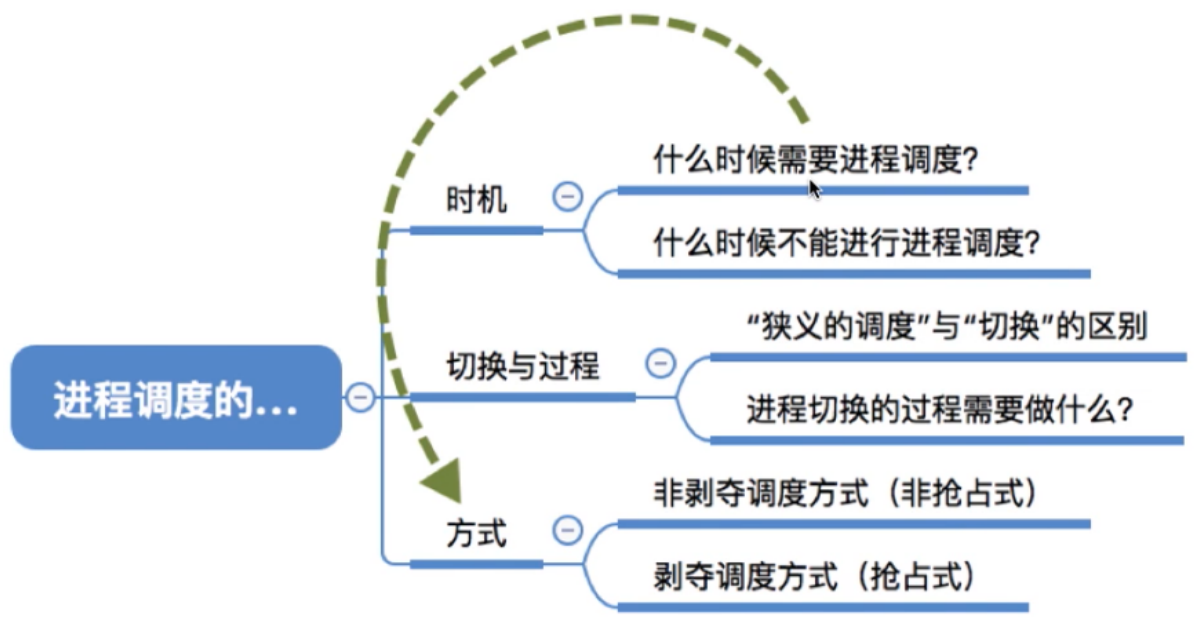 什么时候需要进程调度?
时机
什么时候不能进行进程调度?
“狭义的调度”与“切换”的区别
切换与过程
进程调度的...
进程切换的过程需要做什么?
非剥夺调度方式（非抢占式）
方式
剥夺调度方式（抢占式）